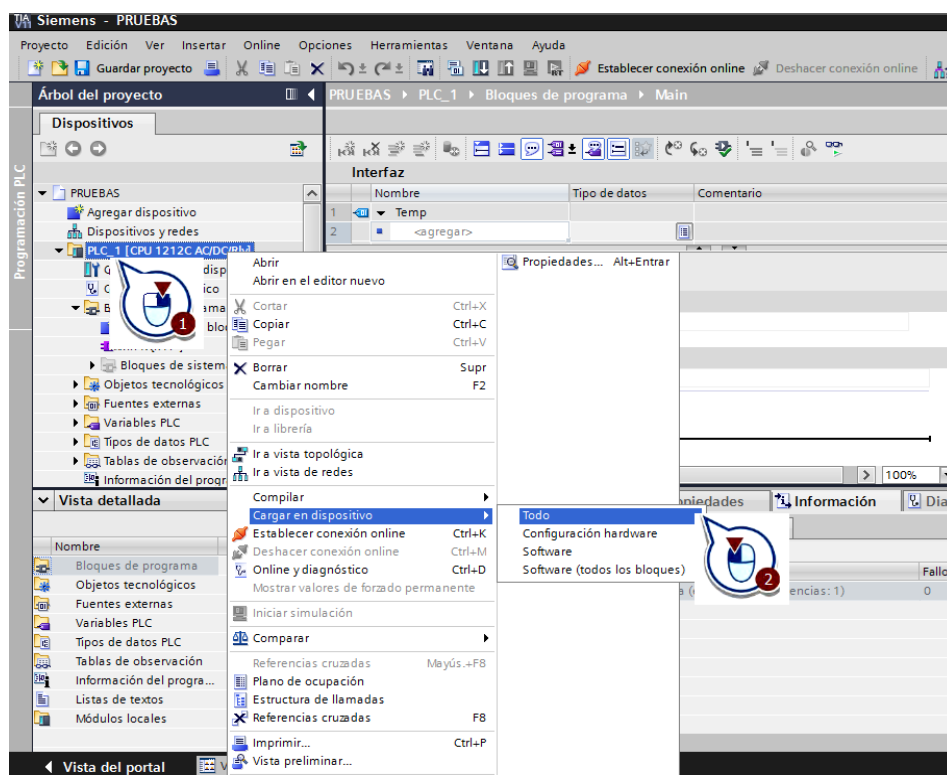 Siemens - PRUEBAS
Proyecto Edición Ver Insertar Online Opciones Herramientas Ventana Ayuda
Guardar proyecto Establecer conexión online Deshacer conexión online
Árbol del proyecto
PRUEBAS PLC_1 Bloques de programa Main
Dispositivos
Programación PLC
PRUEBAS
Agregar dispositivo
Dispositivos y redes
PLC_1 [CPU 1212C AC/DC/Rly]
Objetos tecnológicos
Fuentes externas
Variables PLC
Tipos de datos PLC
Tablas de observación
Información del progr
Bloques de sistem
1
Interfaz
Nombre Tipo de datos Comentario
1 Temp
2 <agregar>
Abrir
Abrir en el editor nuevo
Cortar Ctrl+X
Copiar Ctrl+C
Pegar Ctrl+V
Borrar Supr
Cambiar nombre F2
Ir a dispositivo
Ir a librería
Ir a vista topológica
Ir a vista de redes
Compilar
Cargar en dispositivo
Establecer conexión online Ctrl+K
Deshacer conexión online Ctrl+M
Online y diagnóstico Ctrl+D
Mostrar valores de forzado permanente
Iniciar simulación
Comparar
Referencias cruzadas Mayús.+F8
Plano de ocupación
Estructura de llamadas
Referencias cruzadas F8
Imprimir... Ctrl+P
Vista preliminar...
Propiedades... Alt+Entrar
Todo
Configuración hardware
Software
Software (todos los bloques)
2
100%
Información
Dia
Fallo
encias: 1) 0
Vista detallada
Nombre
Bloques de programa
Objetos tecnológicos
Fuentes externas
Variables PLC
Tipos de datos PLC
Tablas de observación
Información del progra...
Listas de textos
Módulos locales
Vista del portal